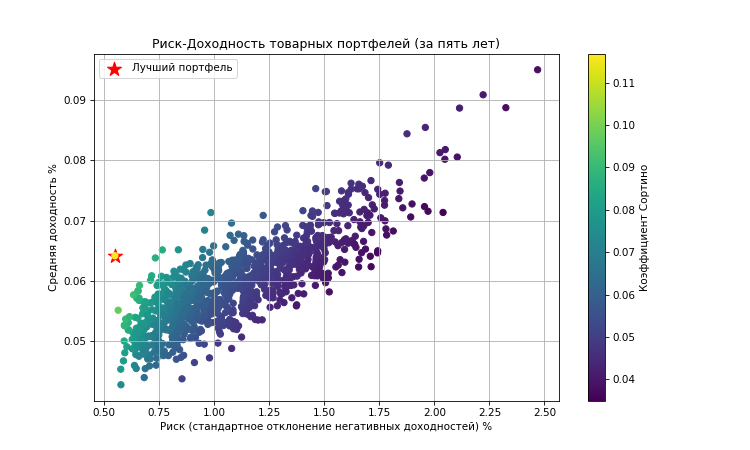 Риск-Доходность товарных портфелей (за пять лет)
Лучший портфель
Средняя доходность %
0.09
0.08
0.07
0.06
0.05
0.50 0.75 1.00 1.25 1.50 1.75 2.00 2.25 2.50
Риск (стандартное отклонение негативных доходностей) %
0.11
0.10
0.09
0.08
0.07
0.06
0.05
0.04
Коэффициент Сортино